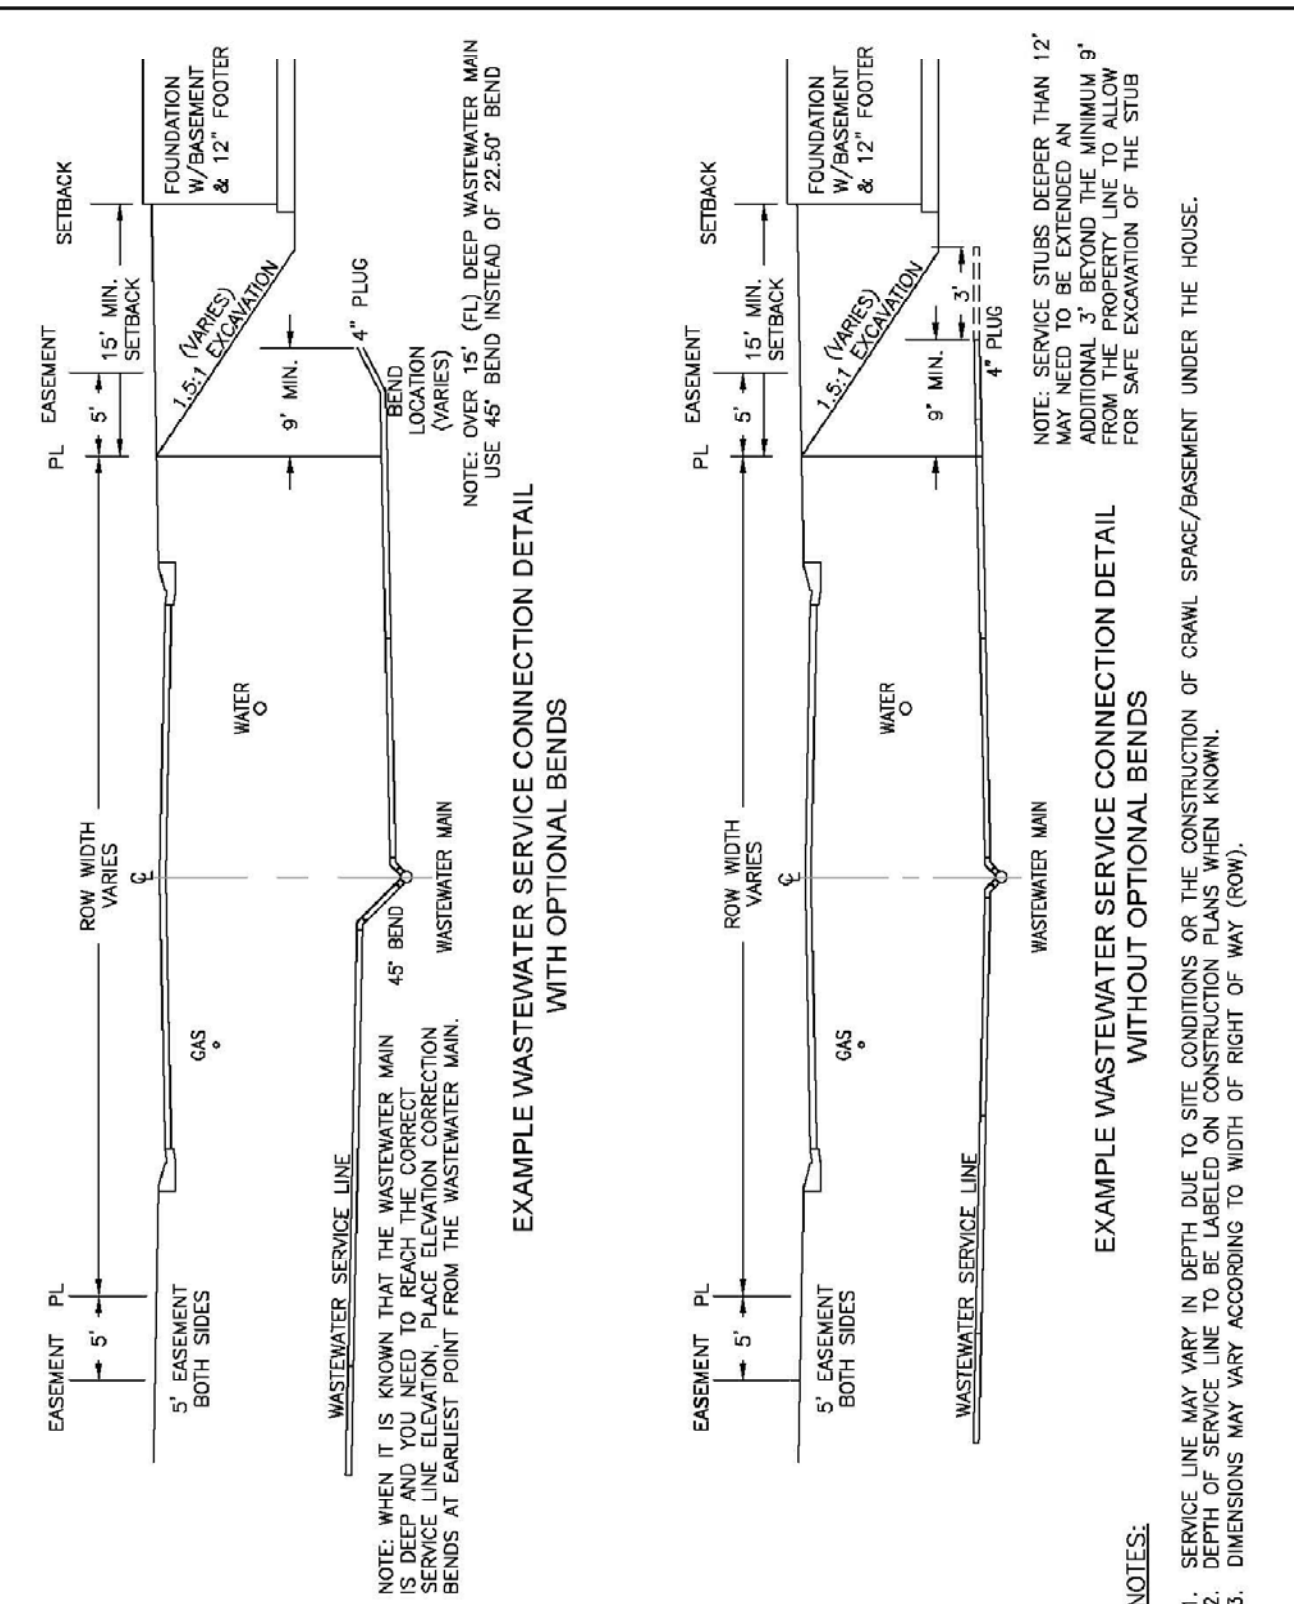 EASEMENT PL
5'
ROW WIDTH
VARIES
PL EASEMENT
5'
15' MIN.
SETBACK
SETBACK
5' EASEMENT
BOTH SIDES
GAS
℄
WATER
1.5:1 (VARIES)
EXCAVATION
FOUNDATION
W/BASEMENT
& 12" FOOTER
9' MIN.
4" PLUG
BEND
LOCATION
(VARIES)
WASTEWATER SERVICE LINE
45° BEND
WASTEWATER MAIN
NOTE: WHEN IT IS KNOWN THAT THE WASTEWATER MAIN
IS DEEP AND YOU NEED TO REACH THE CORRECT
SERVICE LINE ELEVATION, PLACE ELEVATION CORRECTION
BENDS AT EARLIEST POINT FROM THE WASTEWATER MAIN.
NOTE: OVER 15' (FL) DEEP WASTEWATER MAIN
USE 45° BEND INSTEAD OF 22.50° BEND
EXAMPLE WASTEWATER SERVICE CONNECTION DETAIL
WITH OPTIONAL BENDS
EASEMENT PL
5'
ROW WIDTH
VARIES
PL EASEMENT
5'
15' MIN.
SETBACK
SETBACK
5' EASEMENT
BOTH SIDES
GAS
℄
WATER
1.5:1 (VARIES)
EXCAVATION
FOUNDATION
W/BASEMENT
& 12" FOOTER
9' MIN.
3'
4" PLUG
WASTEWATER SERVICE LINE
WASTEWATER MAIN
NOTE: SERVICE STUBS DEEPER THAN 12'
MAY NEED TO BE EXTENDED AN
ADDITIONAL 3' BEYOND THE MINIMUM 9'
FROM THE PROPERTY LINE TO ALLOW
FOR SAFE EXCAVATION OF THE STUB
EXAMPLE WASTEWATER SERVICE CONNECTION DETAIL
WITHOUT OPTIONAL BENDS
NOTES:
1. SERVICE LINE MAY VARY IN DEPTH DUE TO SITE CONDITIONS OR THE CONSTRUCTION OF CRAWL SPACE/BASEMENT UNDER THE HOUSE.
2. DEPTH OF SERVICE LINE TO BE LABELED ON CONSTRUCTION PLANS WHEN KNOWN.
3. DIMENSIONS MAY VARY ACCORDING TO WIDTH OF RIGHT OF WAY (ROW).